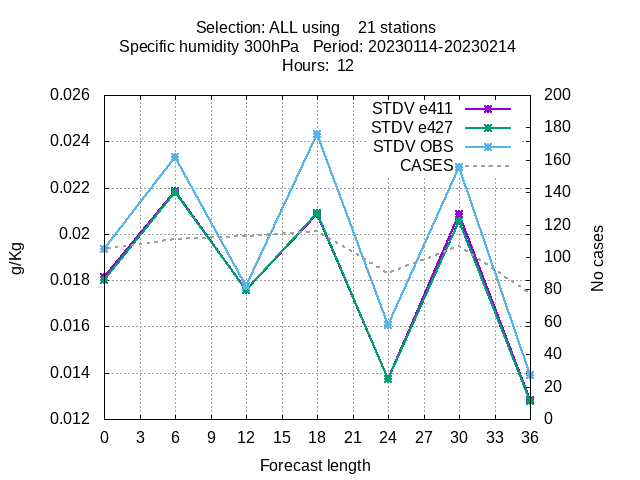 Selection: ALL using    21 stations
Specific humidity 300hPa   Period: 20230114-20230214
Hours:  12
0.026
0.024
0.022
0.02
0.018
0.016
0.014
0.012
g/Kg
STDV e411
STDV e427
STDV OBS
CASES
200
180
160
140
120
100
80
60
40
20
0
No cases
0 3 6 9 12 15 18 21 24 27 30 33 36
Forecast length